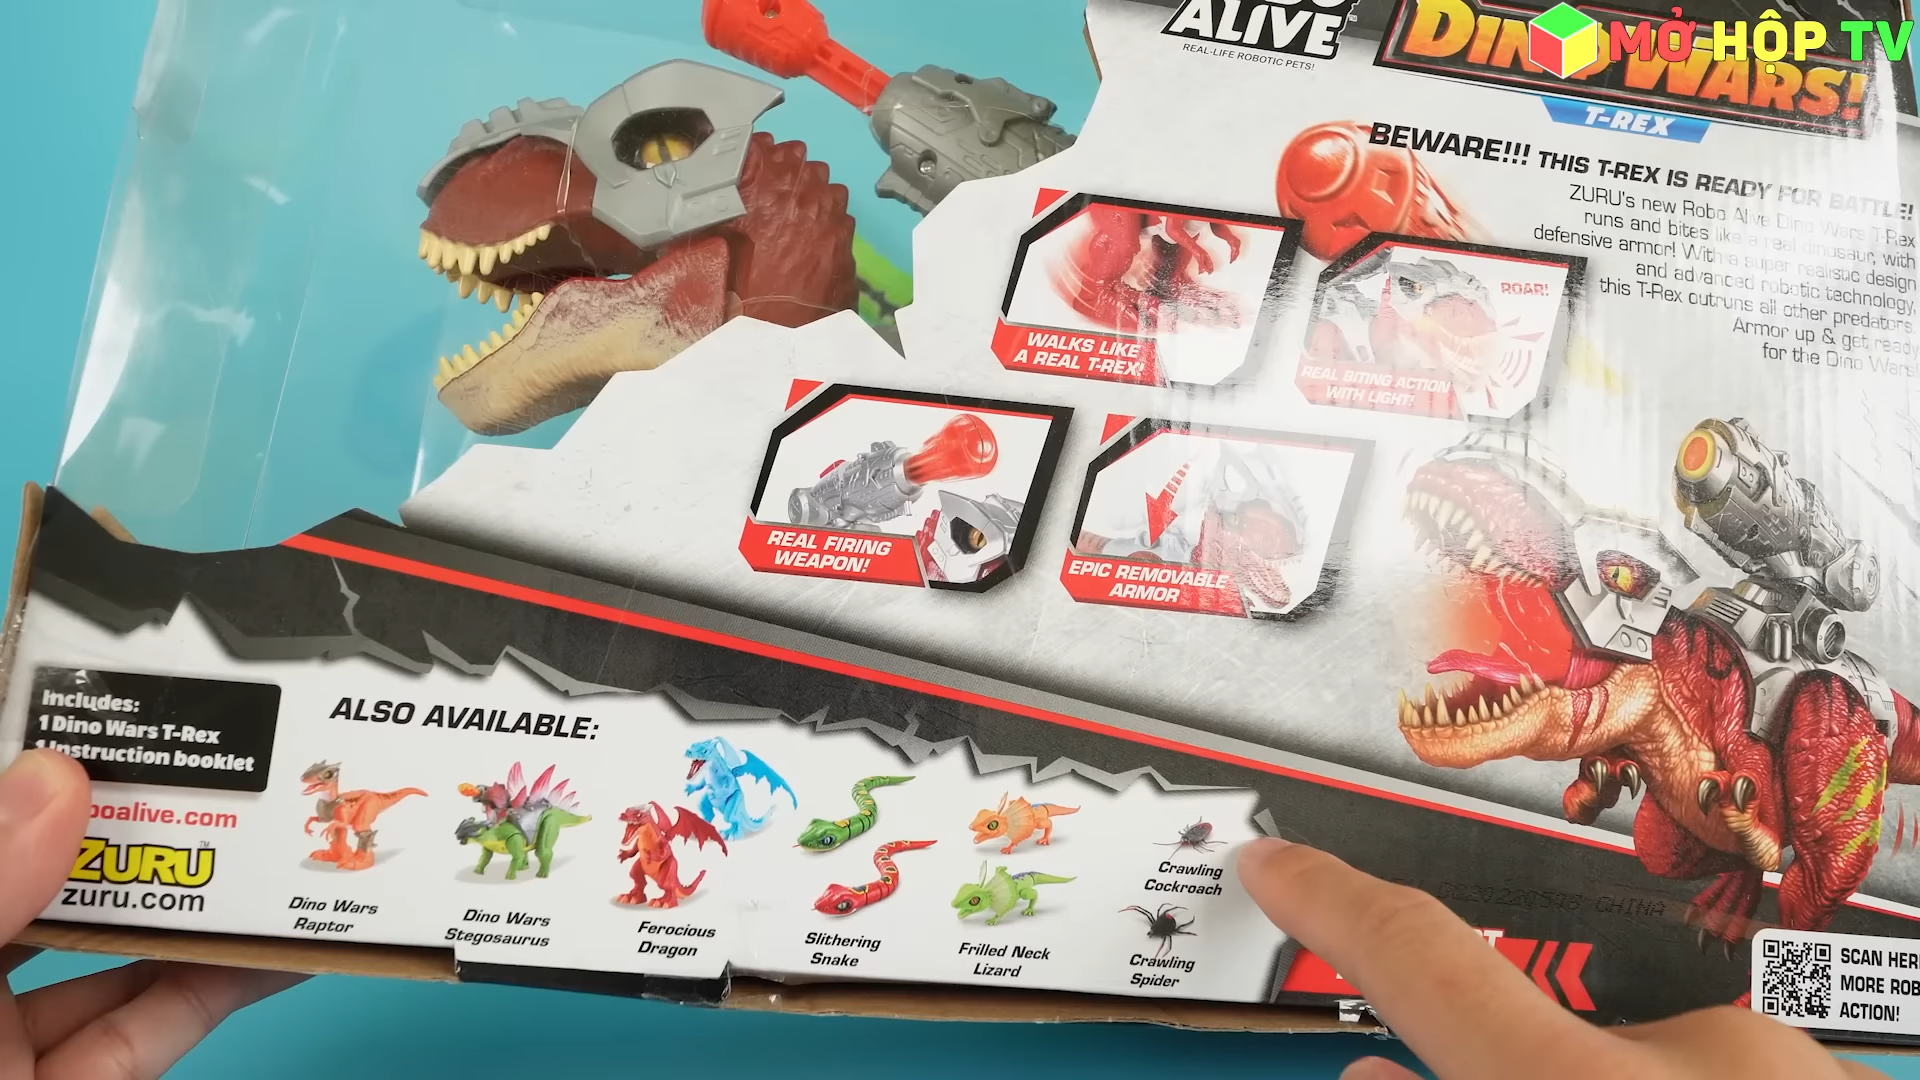 ALIVE™
REAL-LIFE ROBOTIC PETS!
DINO WARS!
T-REX
MỞ HỘP TV
BEWARE!!! THIS T-REX IS READY FOR BATTLE!
ZURU's new Robo Alive Dino Wars T-Rex
runs and bites like a real dinosaur, with
defensive armor! With a super realistic design
and advanced robotic technology,
this T-Rex outruns all other predators.
Armor up & get ready
for the Dino Wars!
WALKS LIKE
A REAL T-REX!
ROAR!
REAL BITING ACTION
WITH LIGHT!
REAL FIRING
WEAPON!
EPIC REMOVABLE
ARMOR
Includes:
1 Dino Wars T-Rex
1 Instruction booklet
oalive.com
ZURU™
zuru.com
ALSO AVAILABLE:
Dino Wars
Raptor
Dino Wars
Stegosaurus
Ferocious
Dragon
Slithering
Snake
Frilled Neck
Lizard
Crawling
Cockroach
Crawling
Spider
CHINA
SCAN HER
MORE ROB
ACTION!